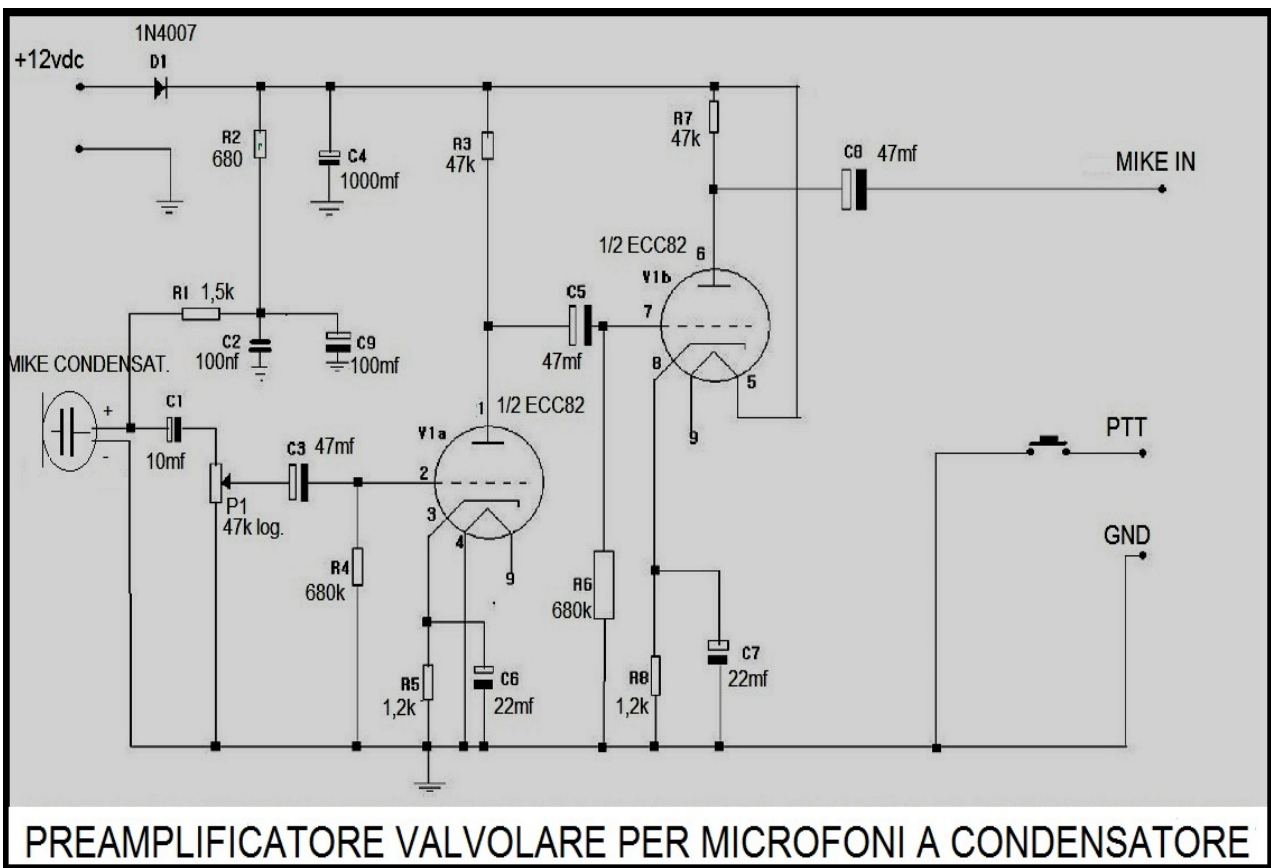 1N4007
+12vdc
D1
R2
680
C4
1000mf
R3
47k
R7
47k
C8 47mf
MIKE IN
1/2 ECC82
6
V1b
7
8
5
9
C5
47mf
R1 1,5k
C2
100nf
C9
100mf
MIKE CONDENSAT.
+
-
C1
10mf
P1
47k log.
C3 47mf
1
1/2 ECC82
V1a
2
3
4
9
PTT
GND
R4
680k
R6
680k
R5
1,2k
C6
22mf
R8
1,2k
C7
22mf
PREAMPLIFICATORE VALVOLARE PER MICROFONI A CONDENSATORE